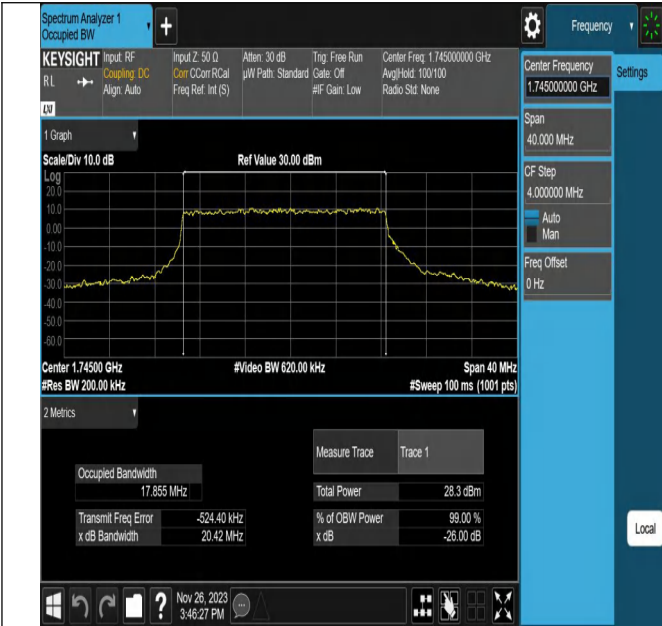 Spectrum Analyzer 1
Occupied BW
Frequency
KEYSIGHT
RL
LXI
Input: RF
Coupling: DC
Align: Auto
Input Z: 50 Ω
Corr CCorr RCal
Freq Ref: Int (S)
Atten: 30 dB
µW Path: Standard
Trig: Free Run
Gate: Off
#IF Gain: Low
Center Freq: 1.745000000 GHz
Avg|Hold: 100/100
Radio Std: None
Center Frequency
1.745000000 GHz
Settings
Span
40.000 MHz
CF Step
4.000000 MHz
Auto
Man
Freq Offset
0 Hz
Local
1 Graph
Scale/Div 10.0 dB
Ref Value 30.00 dBm
Log
20.0
10.0
0.00
-10.0
-20.0
-30.0
-40.0
-50.0
-60.0
Center 1.74500 GHz
#Video BW 620.00 kHz
Span 40 MHz
#Res BW 200.00 kHz
#Sweep 100 ms (1001 pts)
2 Metrics
Measure Trace
Trace 1
Occupied Bandwidth
17.855 MHz
Total Power
28.3 dBm
Transmit Freq Error
-524.40 kHz
% of OBW Power
99.00 %
x dB Bandwidth
20.42 MHz
x dB
-26.00 dB
?
Nov 26, 2023
3:46:27 PM